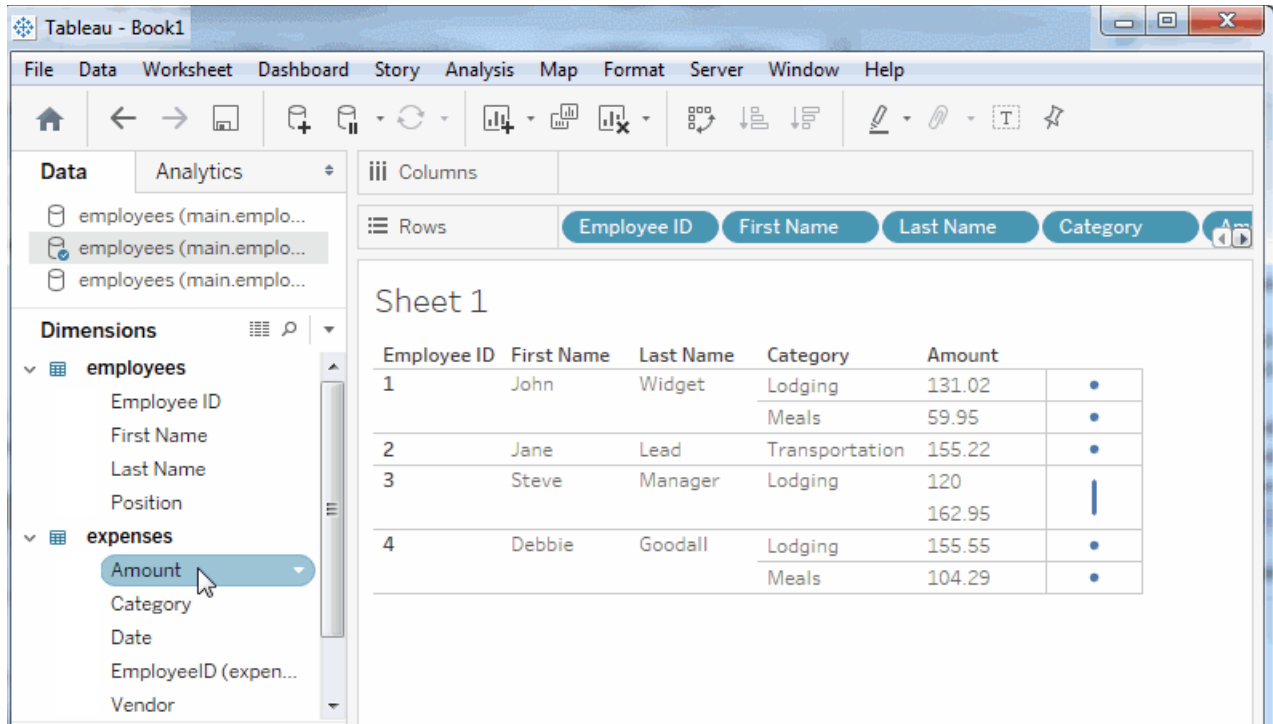 Tableau - Book1
File Data Worksheet Dashboard Story Analysis Map Format Server Window Help
Data Analytics
employees (main.emplo...
employees (main.emplo...
employees (main.emplo...
Dimensions
employees
Employee ID
First Name
Last Name
Position
expenses
Amount
Category
Date
EmployeeID (expen...
Vendor
iii Columns
Rows Employee ID First Name Last Name Category
Sheet 1
Employee ID First Name Last Name Category Amount
1 John Widget Lodging 131.02
Meals 59.95
2 Jane Lead Transportation 155.22
3 Steve Manager Lodging 120
162.95
4 Debbie Goodall Lodging 155.55
Meals 104.29